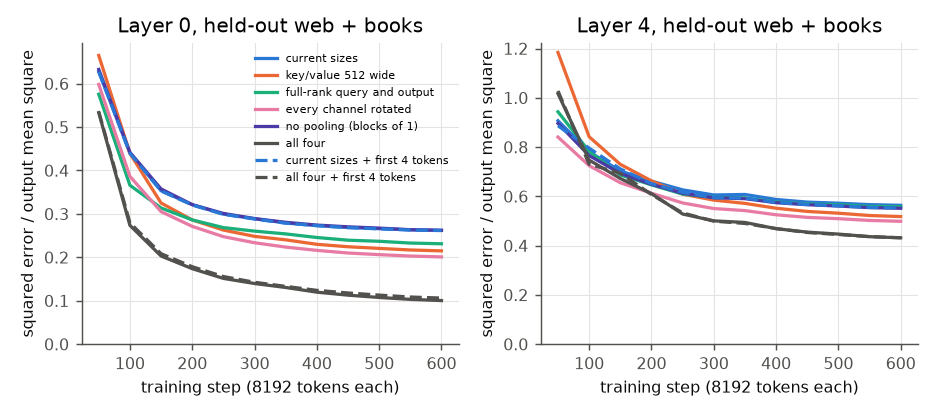 Layer 0, held-out web + books
squared error / output mean square
0.6
0.5
0.4
0.3
0.2
0.1
0.0
current sizes
key/value 512 wide
full-rank query and output
every channel rotated
no pooling (blocks of 1)
all four
current sizes + first 4 tokens
all four + first 4 tokens
100
200
300
400
500
600
training step (8192 tokens each)
Layer 4, held-out web + books
squared error / output mean square
1.2
1.0
0.8
0.6
0.4
0.2
0.0
100
200
300
400
500
600
training step (8192 tokens each)